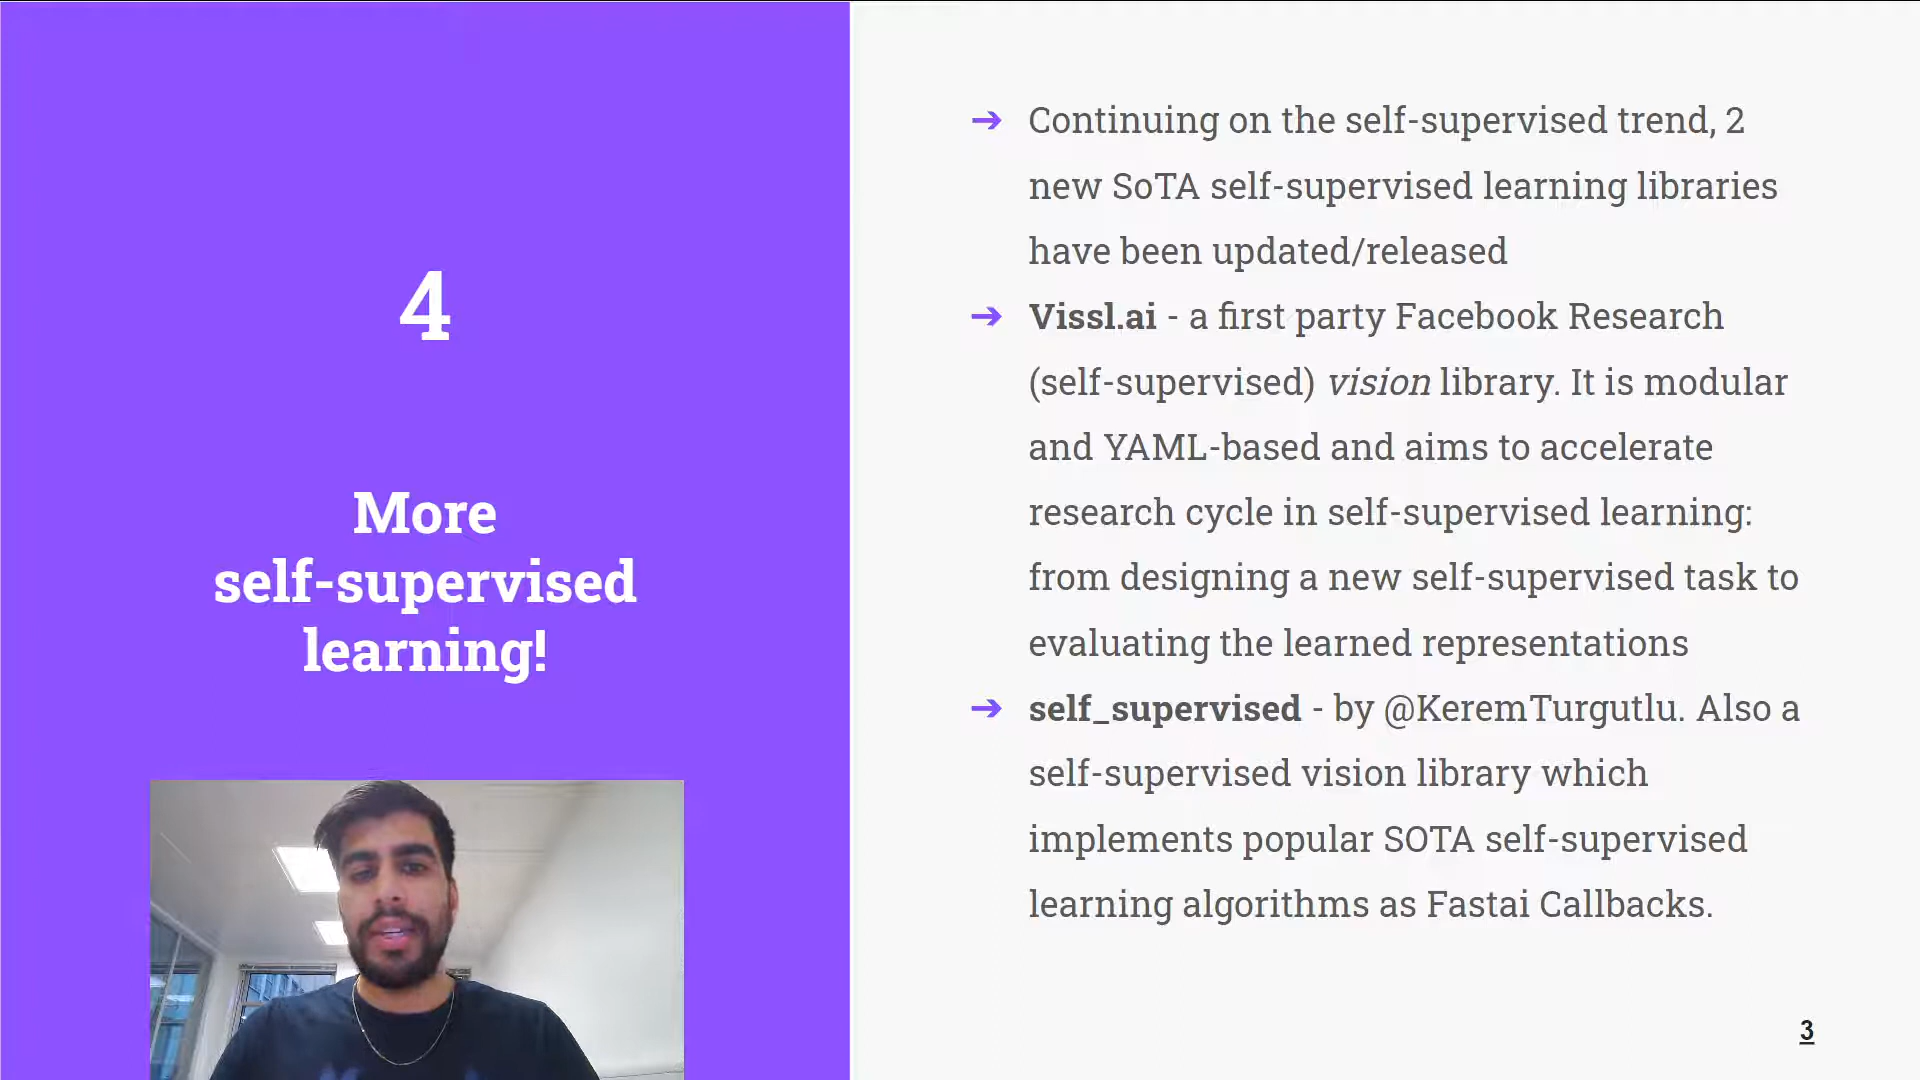 4
More
self-supervised
learning!
➔ Continuing on the self-supervised trend, 2
new SoTA self-supervised learning libraries
have been updated/released
➔ Vissl.ai - a first party Facebook Research
(self-supervised) vision library. It is modular
and YAML-based and aims to accelerate
research cycle in self-supervised learning:
from designing a new self-supervised task to
evaluating the learned representations
➔ self_supervised - by @KeremTurgutlu. Also a
self-supervised vision library which
implements popular SOTA self-supervised
learning algorithms as Fastai Callbacks.
3